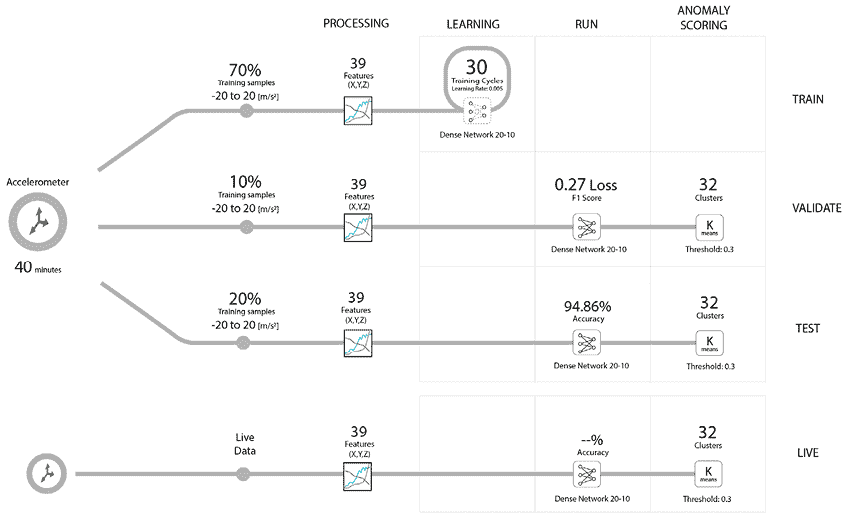 PROCESSING
LEARNING
RUN
ANOMALY
SCORING
70%
Training samples
-20 to 20 [m/s²]
39
Features
(X,Y,Z)
30
Training Cycles
Learning Rate: 0.005
Dense Network 20-10
TRAIN
Accelerometer
40 minutes
10%
Training samples
-20 to 20 [m/s²]
39
Features
(X,Y,Z)
0.27 Loss
F1 Score
Dense Network 20-10
32
Clusters
K
means
Threshold: 0.3
VALIDATE
20%
Training samples
-20 to 20 [m/s²]
39
Features
(X,Y,Z)
94.86%
Accuracy
Dense Network 20-10
32
Clusters
K
means
Threshold: 0.3
TEST
Live
Data
39
Features
(X,Y,Z)
--%
Accuracy
Dense Network 20-10
32
Clusters
K
means
Threshold: 0.3
LIVE